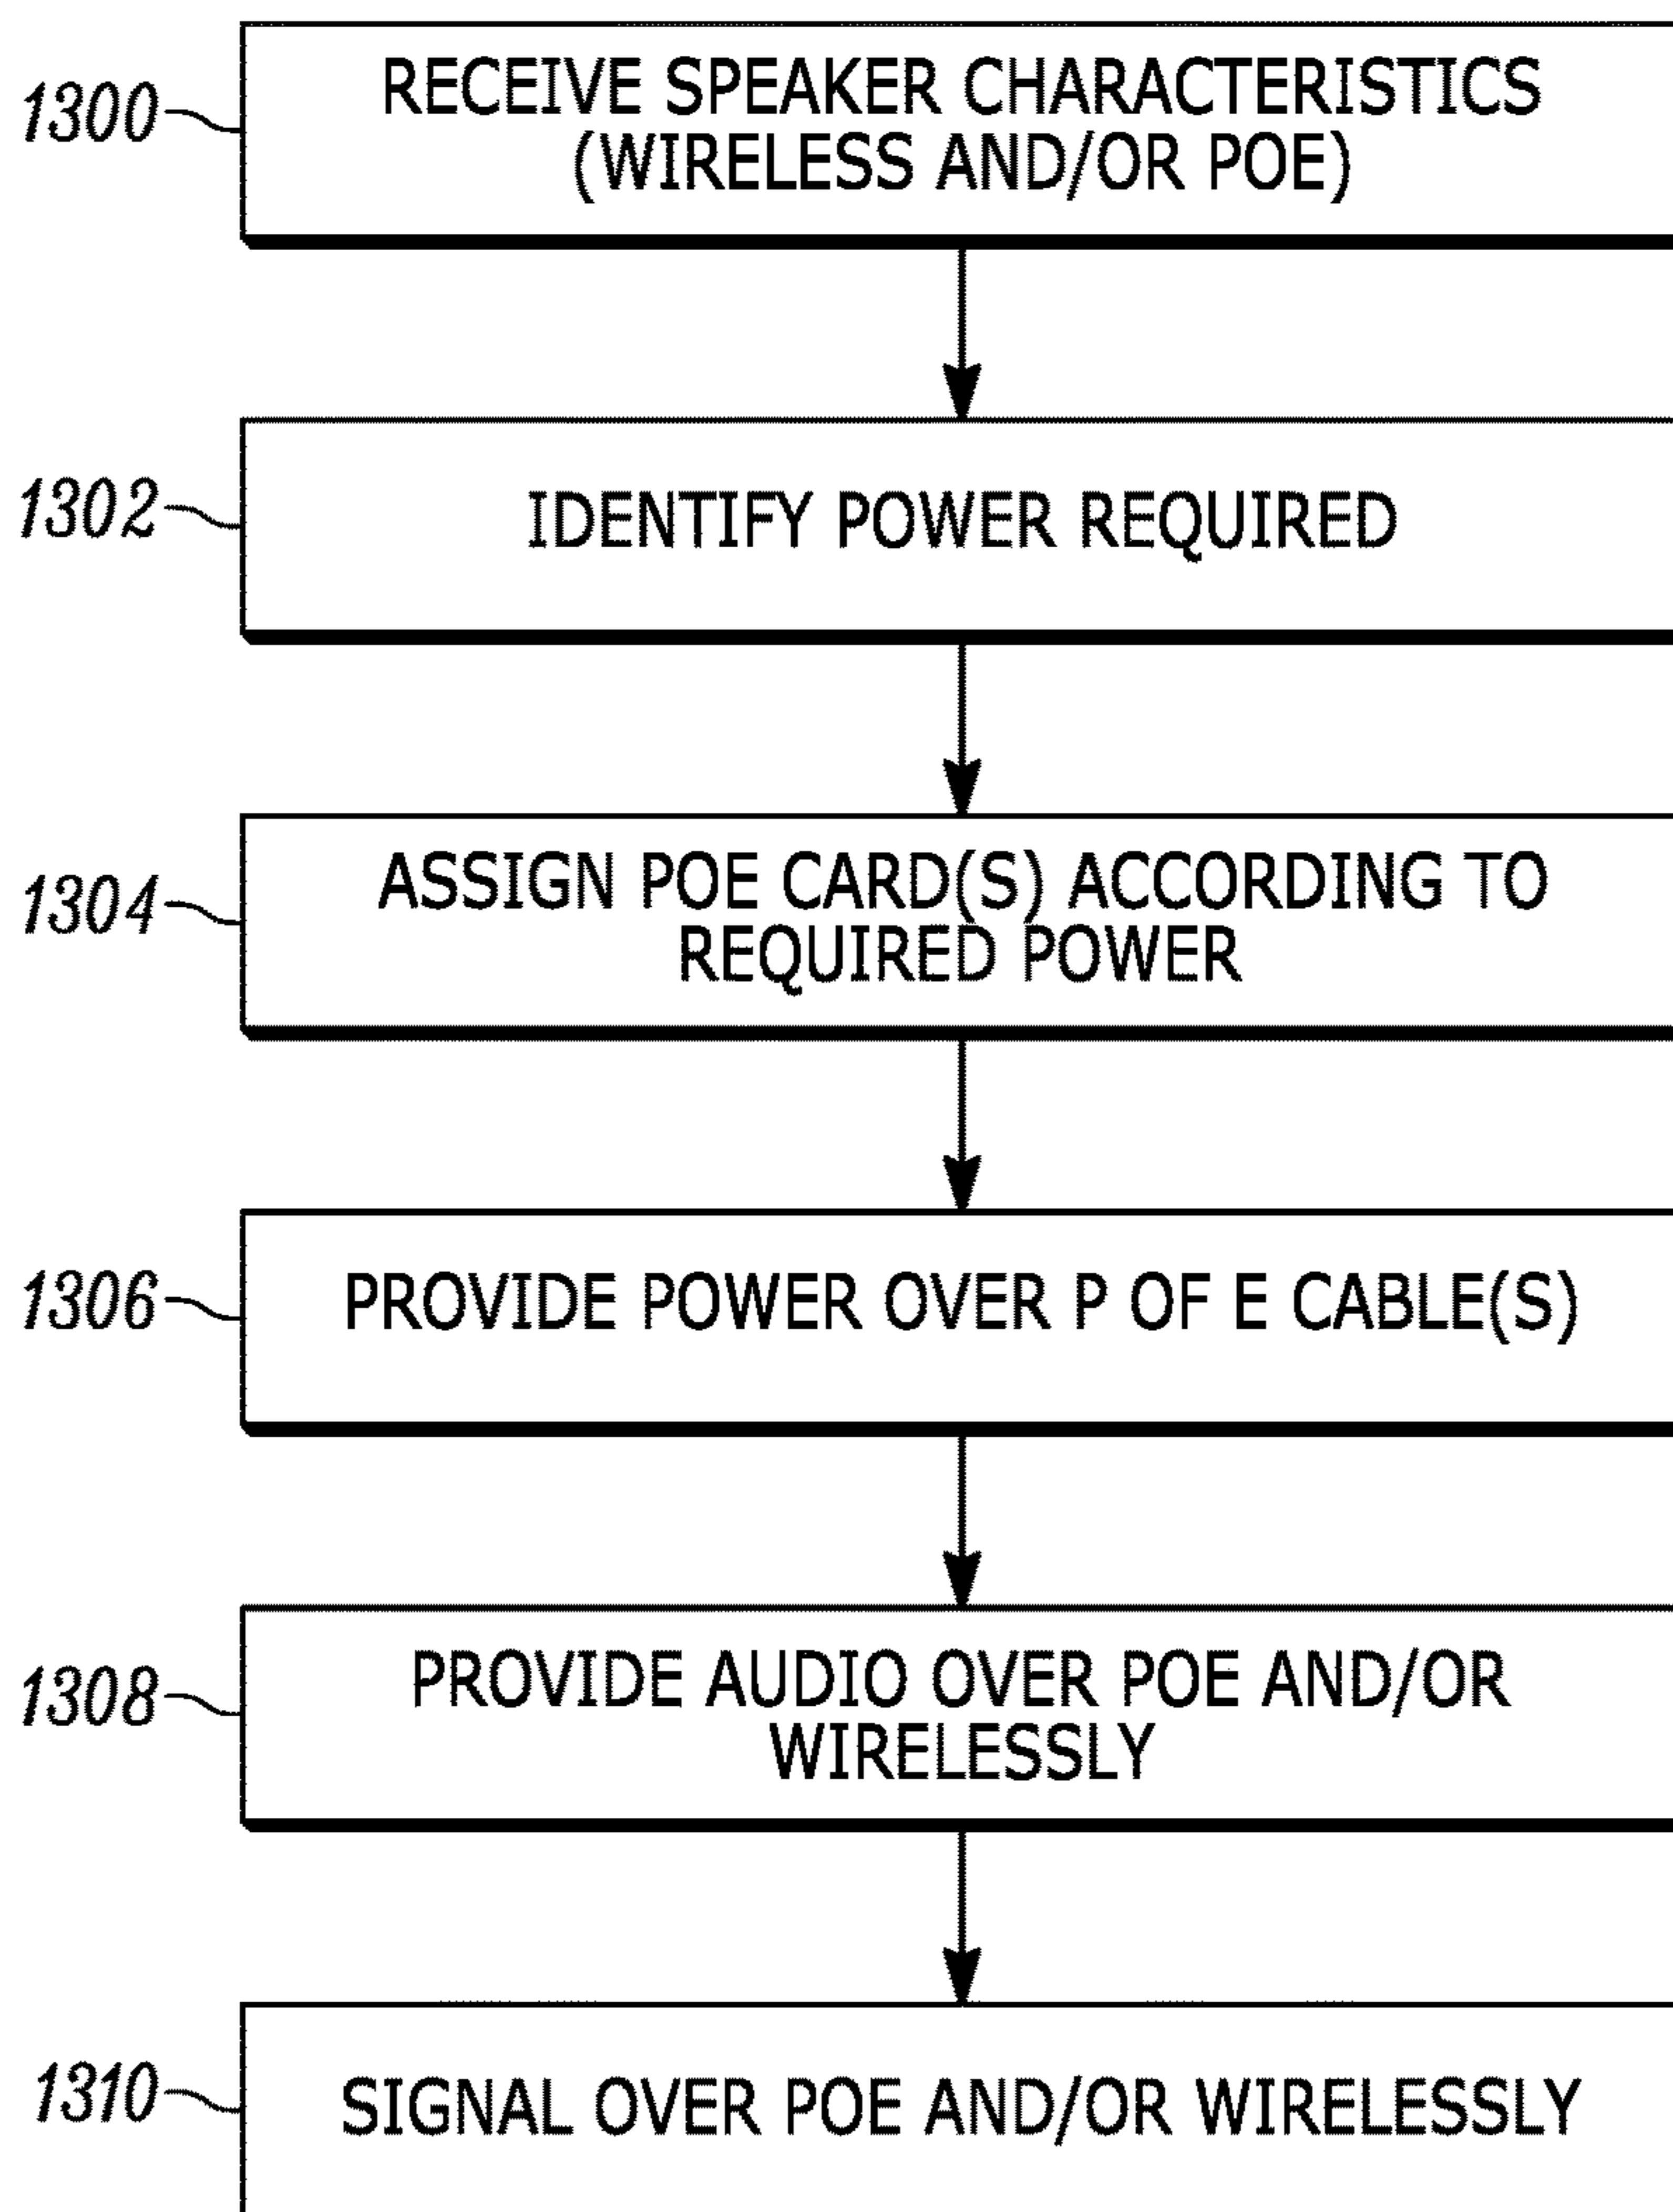 1300
RECEIVE SPEAKER CHARACTERISTICS
(WIRELESS AND/OR POE)
1302
IDENTIFY POWER REQUIRED
1304
ASSIGN POE CARD(S) ACCORDING TO
REQUIRED POWER
1306
PROVIDE POWER OVER P OF E CABLE(S)
1308
PROVIDE AUDIO OVER POE AND/OR
WIRELESSLY
1310
SIGNAL OVER POE AND/OR WIRELESSLY